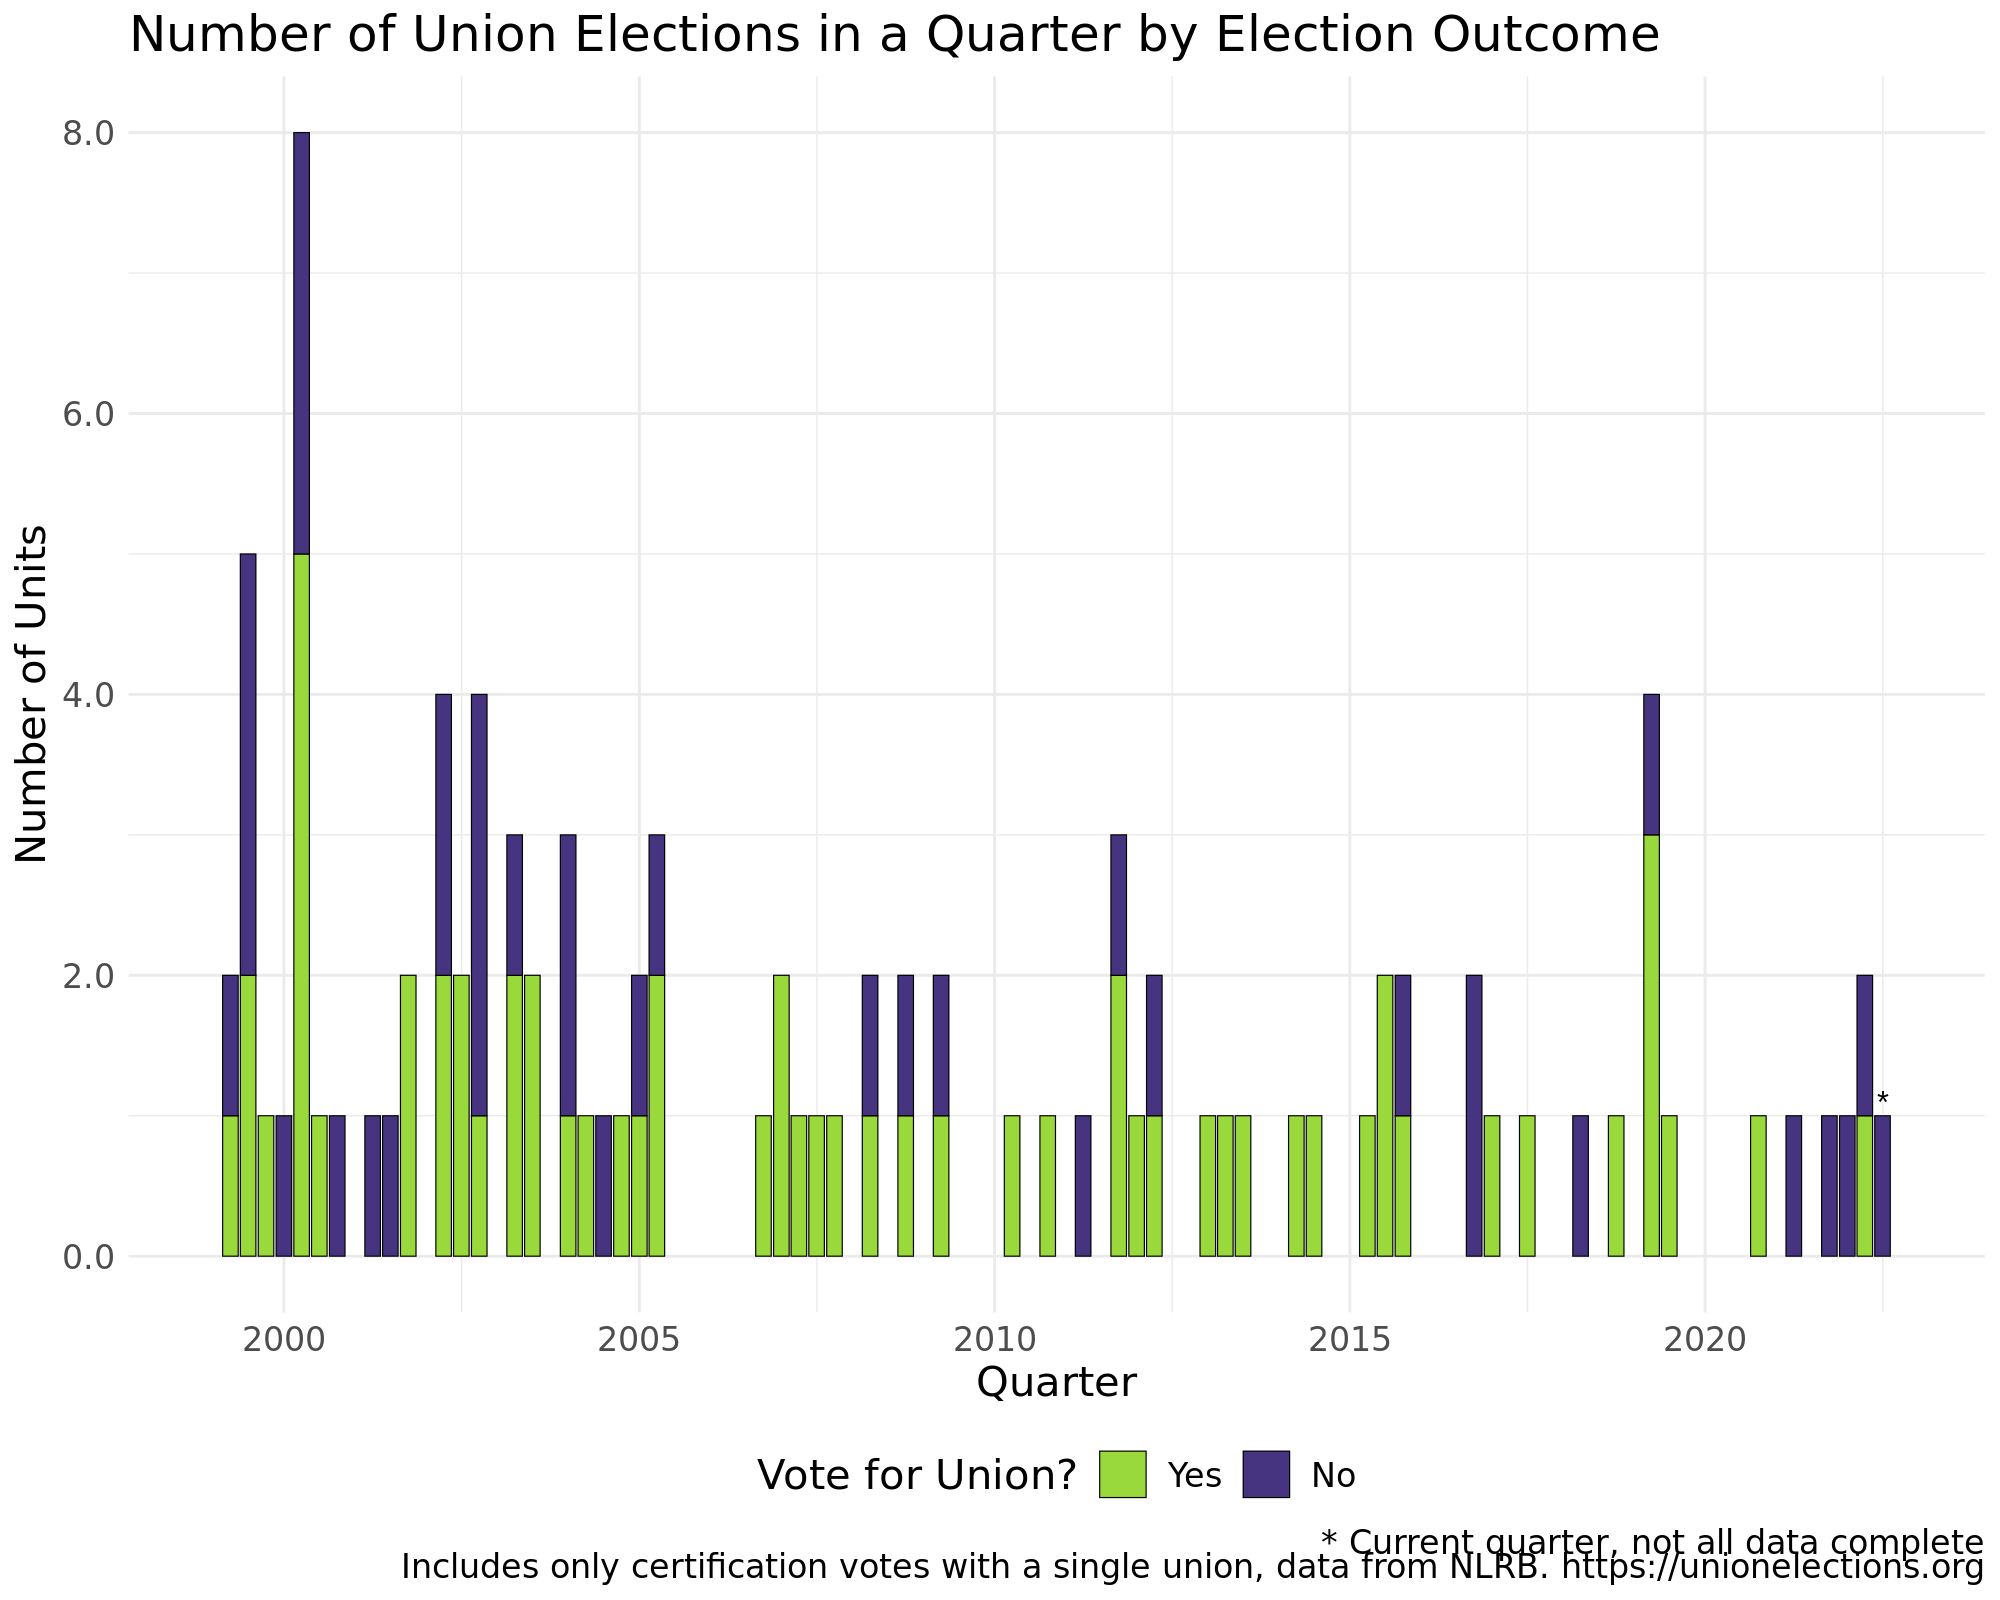 Number of Union Elections in a Quarter by Election Outcome
8.0
6.0
4.0
2.0
0.0
Number of Units
*
2000 2005 2010 2015 2020
Quarter
Vote for Union? Yes No
* Current quarter, not all data complete
Includes only certification votes with a single union, data from NLRB. https://unionelections.org